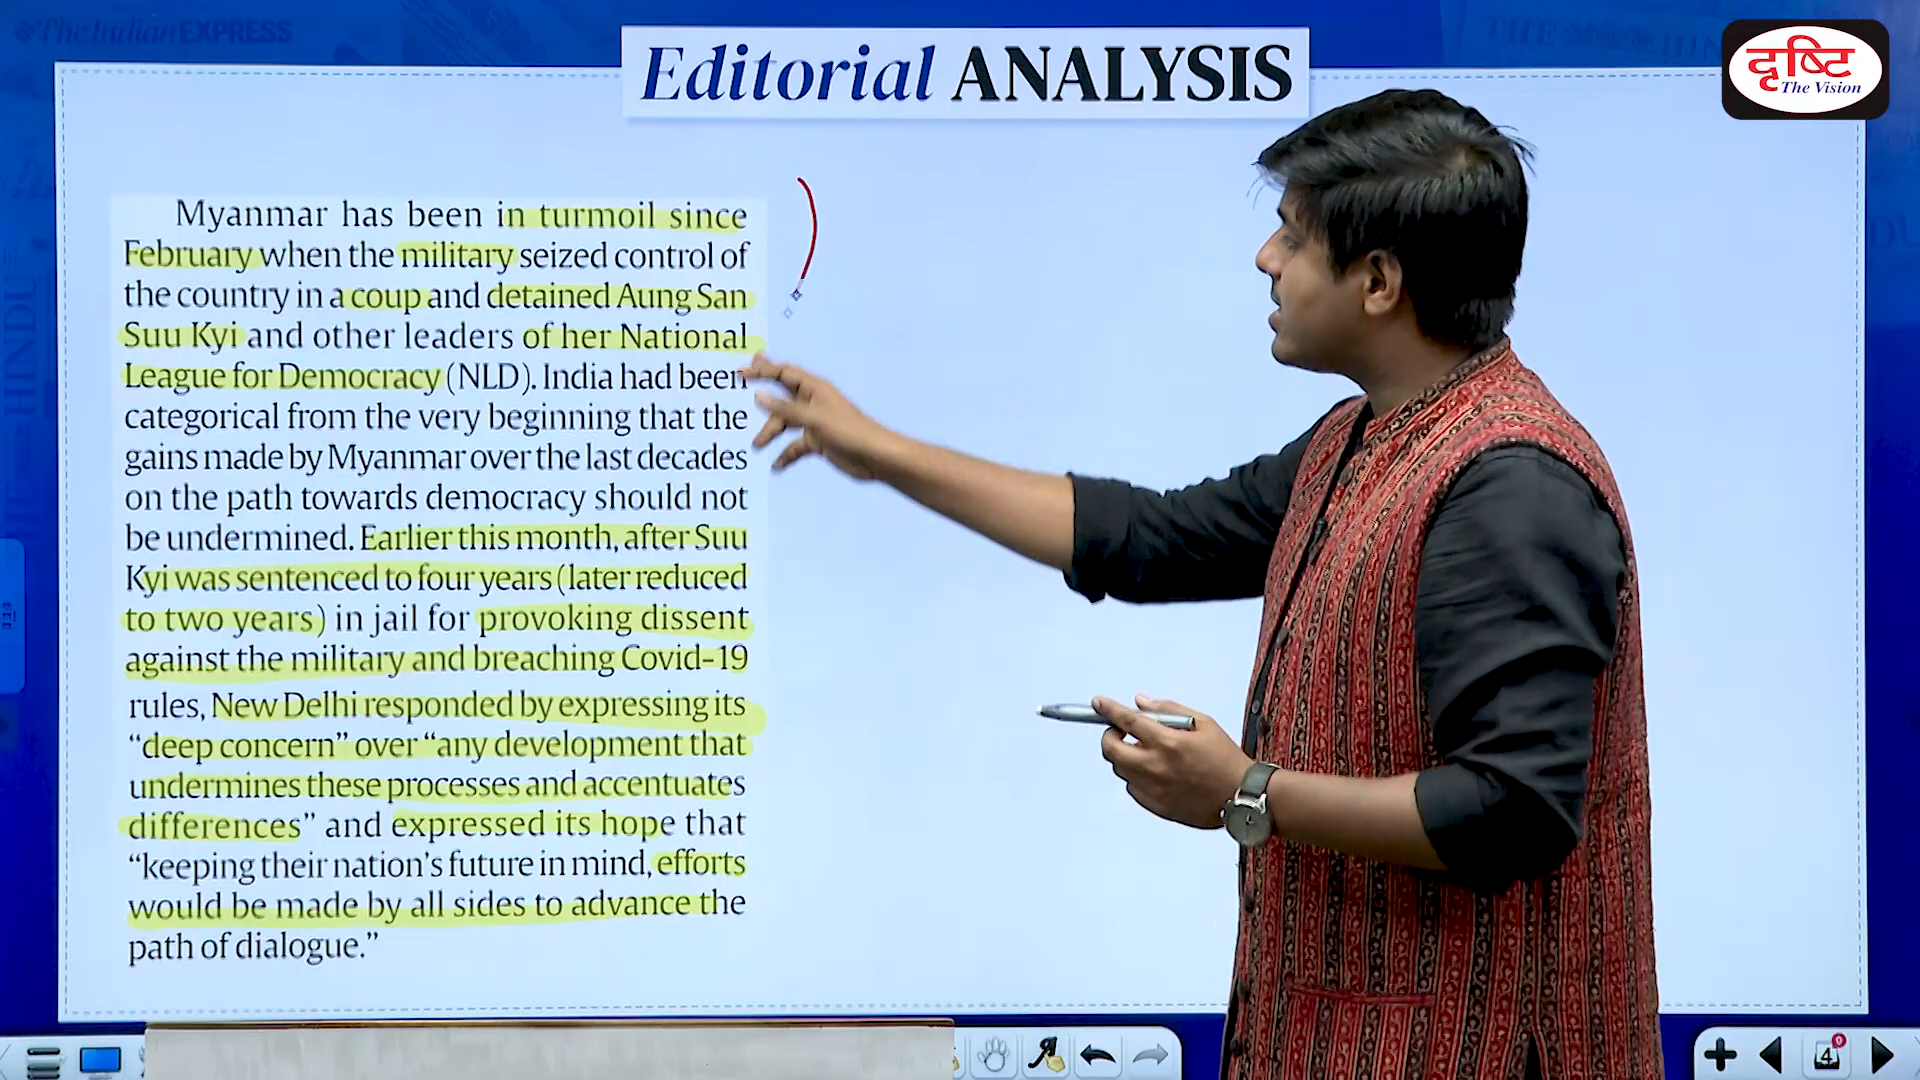 The Indian EXPRESS
Editorial ANALYSIS
दृष्टि
The Vision
Myanmar has been in turmoil since
February when the military seized control of
the country in a coup and detained Aung San
Suu Kyi and other leaders of her National
League for Democracy (NLD). India had been
categorical from the very beginning that the
gains made by Myanmar over the last decades
on the path towards democracy should not
be undermined. Earlier this month, after Suu
Kyi was sentenced to four years (later reduced
to two years) in jail for provoking dissent
against the military and breaching Covid-19
rules, New Delhi responded by expressing its
“deep concern” over “any development that
undermines these processes and accentuates
differences” and expressed its hope that
“keeping their nation’s future in mind, efforts
would be made by all sides to advance the
path of dialogue.”
4